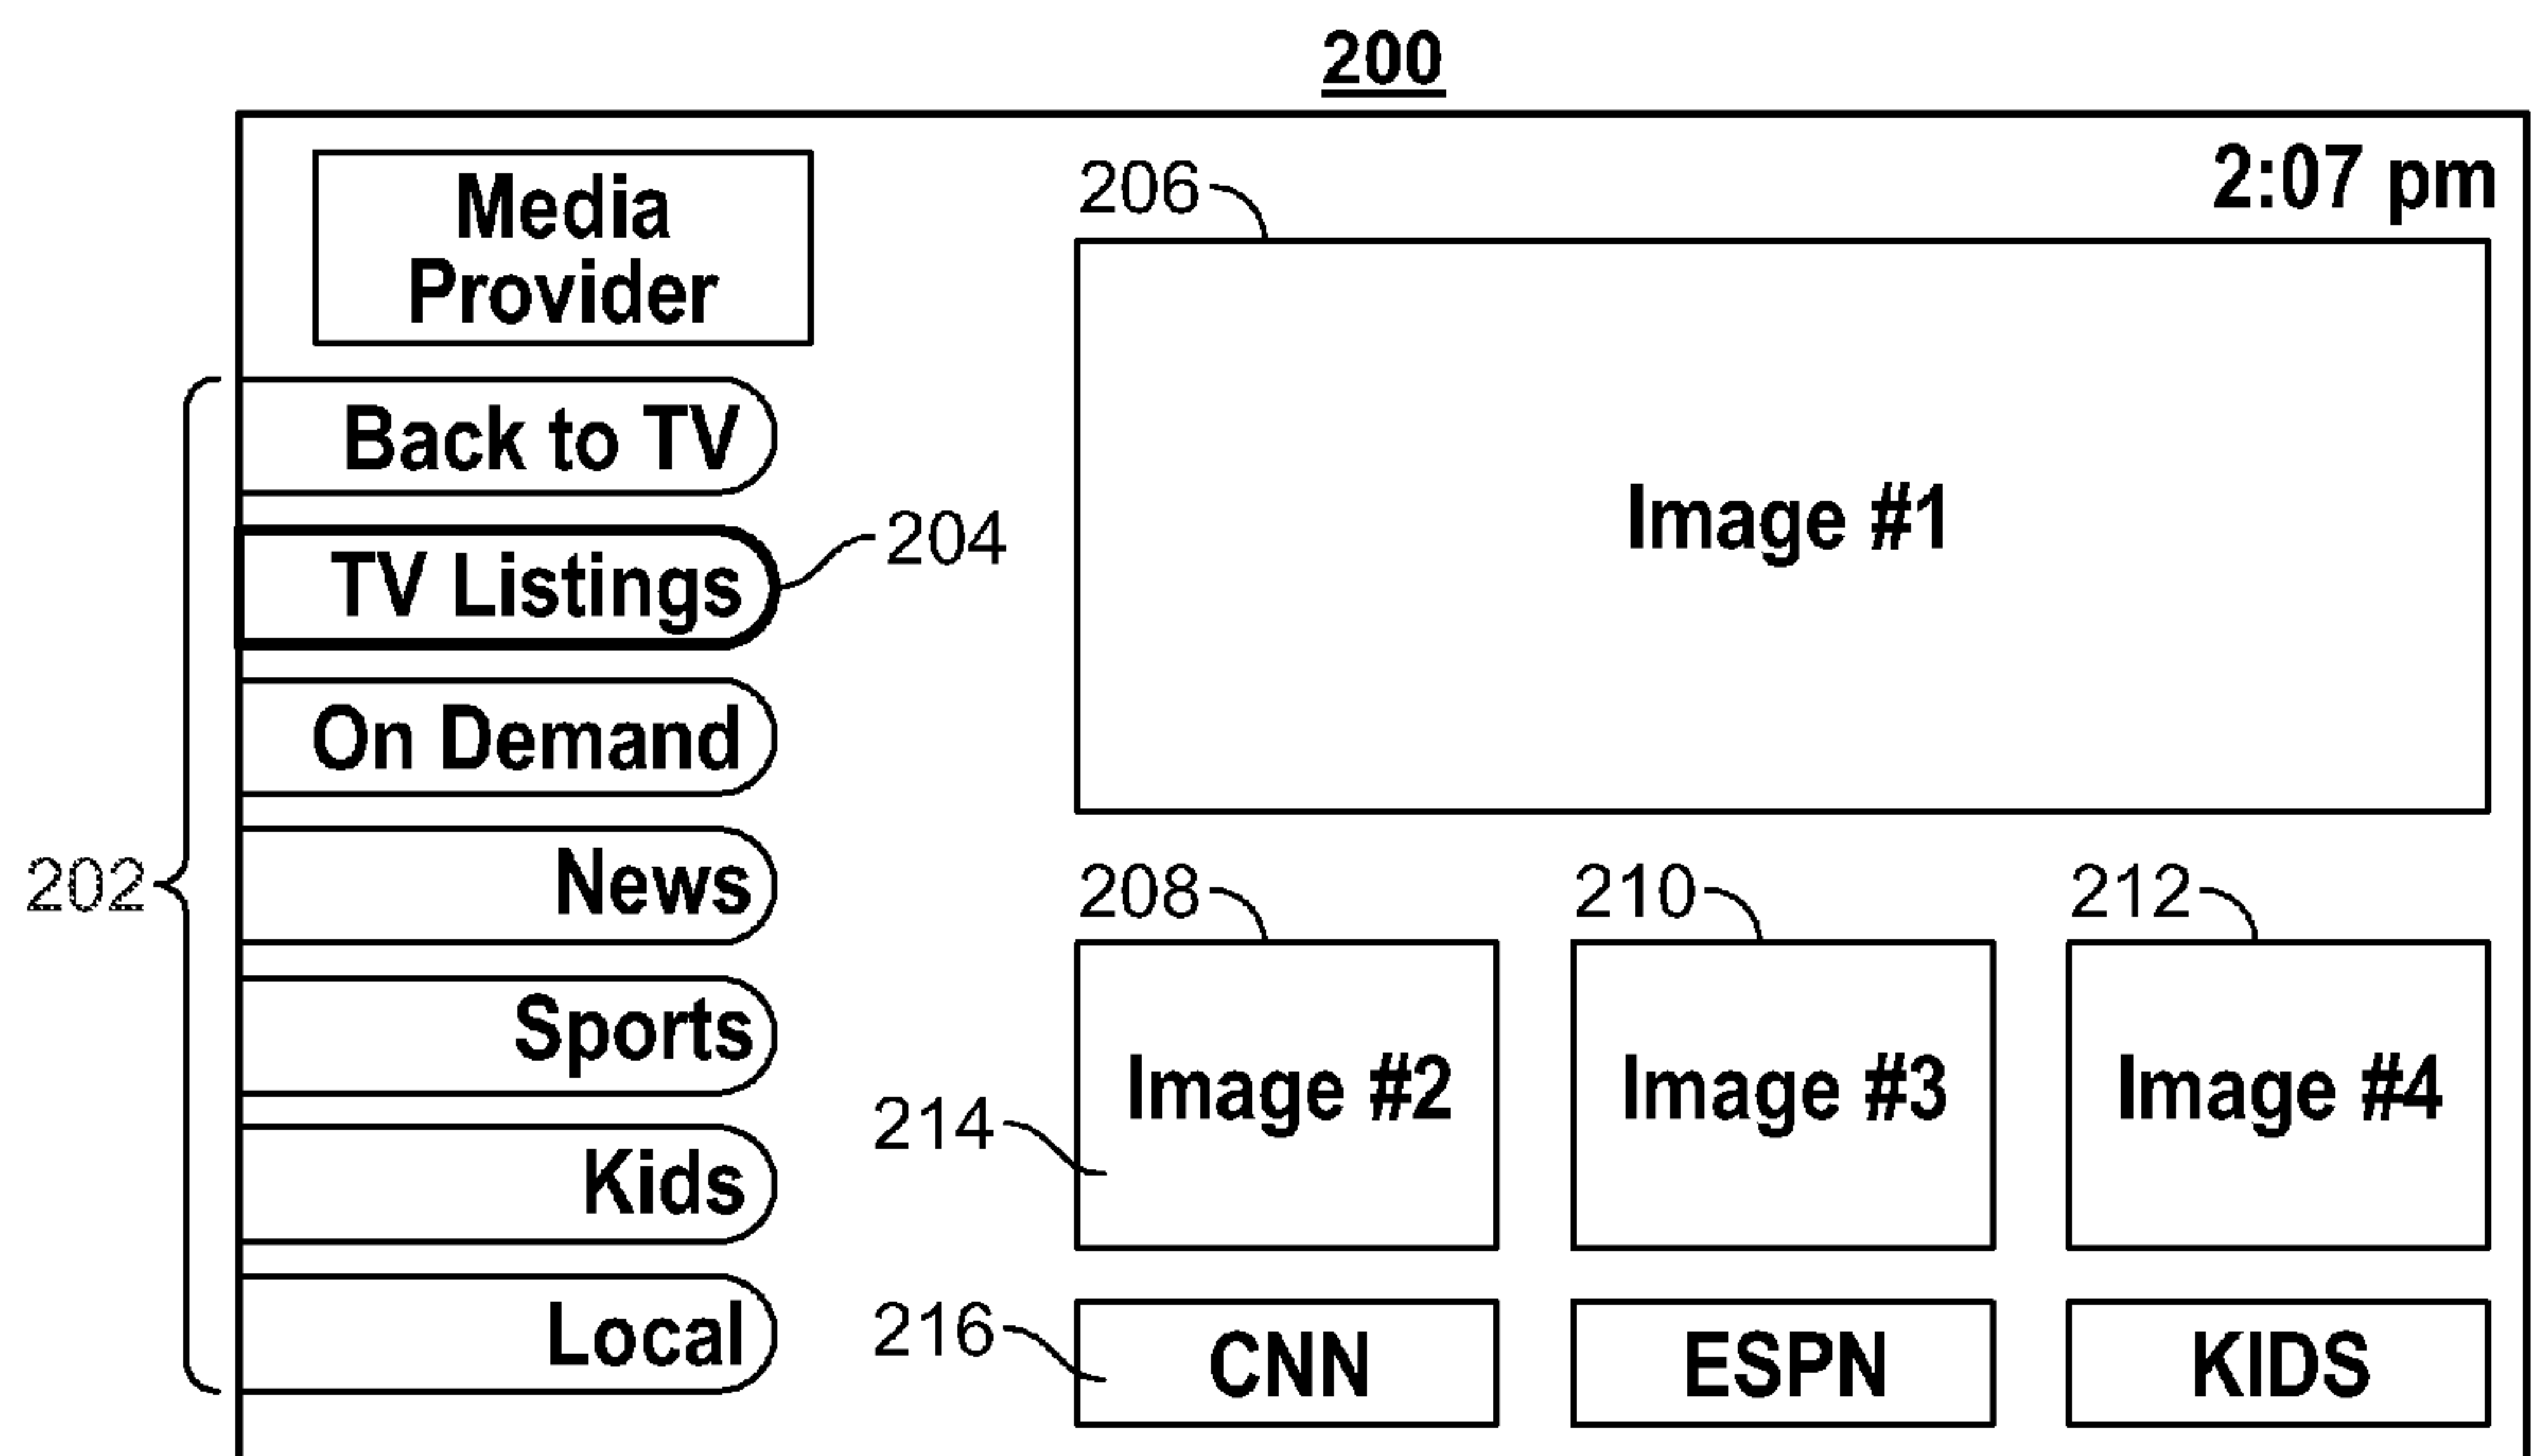 200
2:07 pm
Media
Provider
206
Back to TV
Image #1
TV Listings
204
On Demand
202
News
208
210
212
Sports
Image #2
Image #3
Image #4
214
Kids
Local
216
CNN
ESPN
KIDS